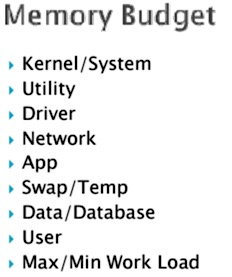 Memory Budget
Kernel/System
Utility
Driver
Network
App
Swap/Temp
Data/Database
User
Max/Min Work Load